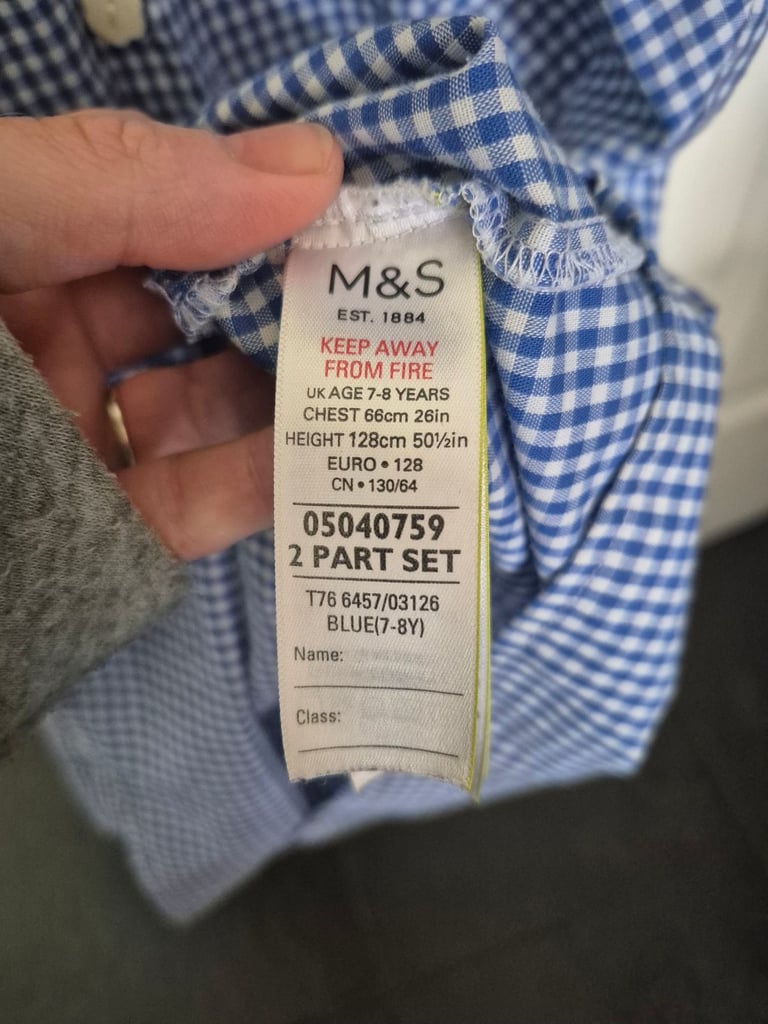 M&S
EST. 1884
KEEP AWAY
FROM FIRE
UK AGE 7-8 YEARS
CHEST 66cm 26in
HEIGHT 128cm 50½in
EURO • 128
CN • 130/64
05040759
2 PART SET
T76 6457/03126
BLUE(7-8Y)
Name:
Class: